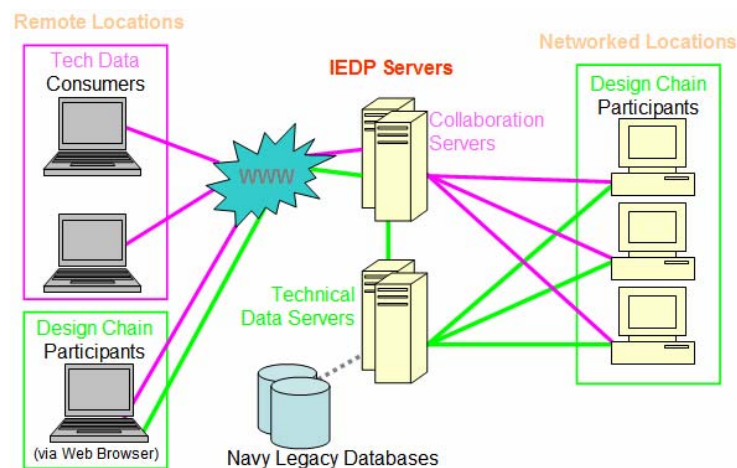 Remote Locations
Tech Data
Consumers
Design Chain
Participants
(via Web Browser)
WWW
IEDP Servers
Collaboration
Servers
Technical
Data Servers
Navy Legacy Databases
Networked Locations
Design Chain
Participants